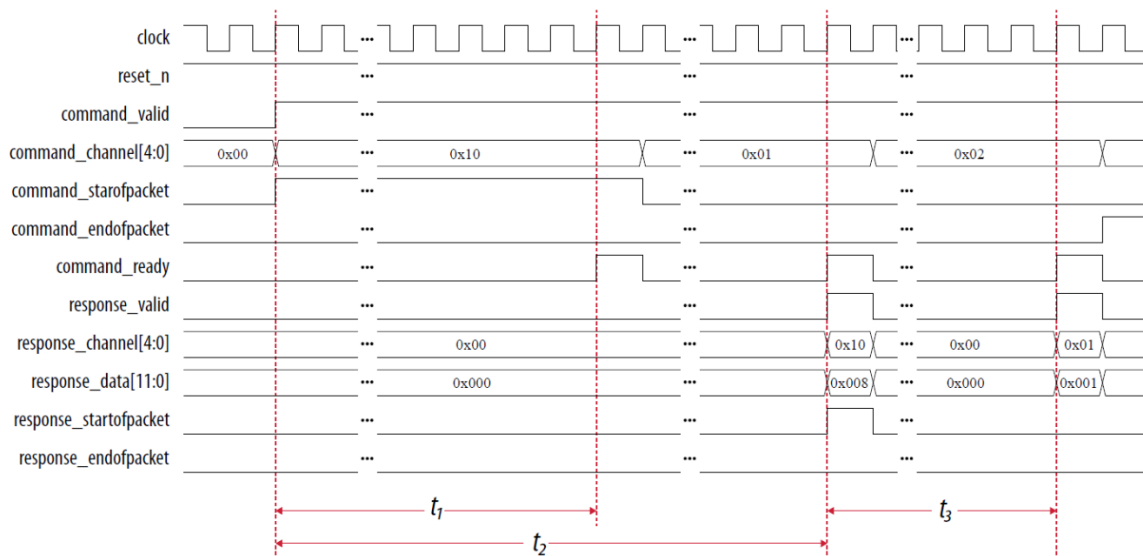 clock
reset_n
command_valid
command_channel[4:0] 0x00 0x10 0x01 0x02
command_starofpacket
command_endofpacket
command_ready
response_valid
response_channel[4:0] 0x00 0x10 0x00 0x01
response_data[11:0] 0x000 0x008 0x000 0x001
response_startofpacket
response_endofpacket
t1 t3
t2